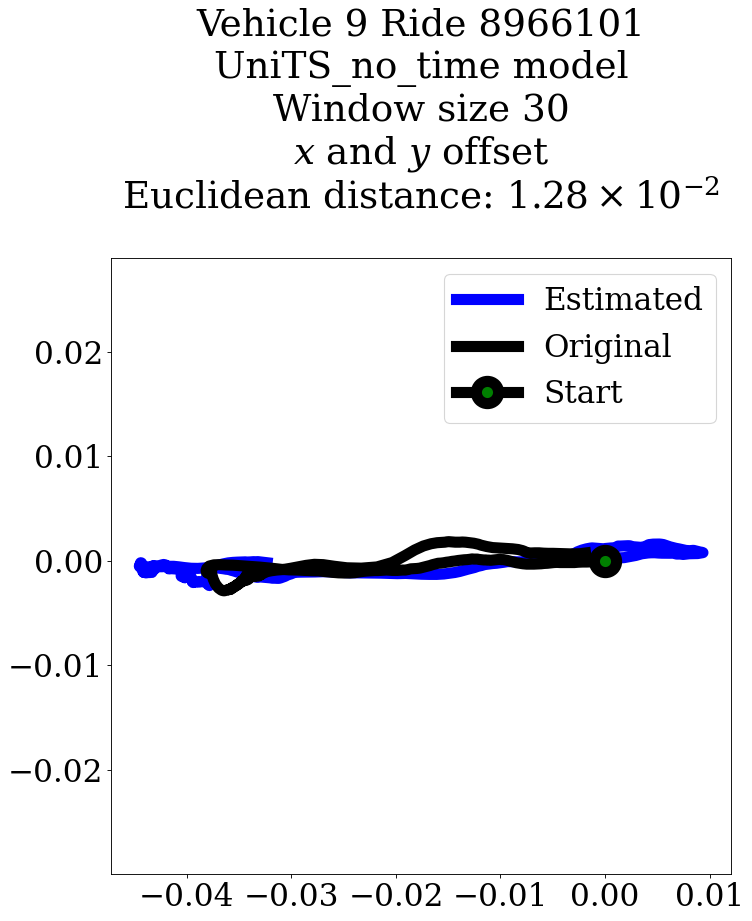 Vehicle 9 Ride 8966101
UniTS_no_time model
Window size 30
x and y offset
Euclidean distance: 1.28 × 10⁻²
Estimated
Original
Start
0.02
0.01
0.00
−0.01
−0.02
−0.04 −0.03 −0.02 −0.01 0.00 0.01